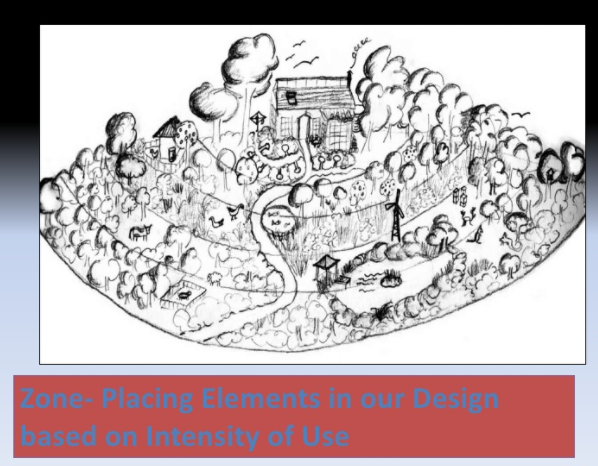 Zone- Placing Elements in our Design
based on Intensity of Use